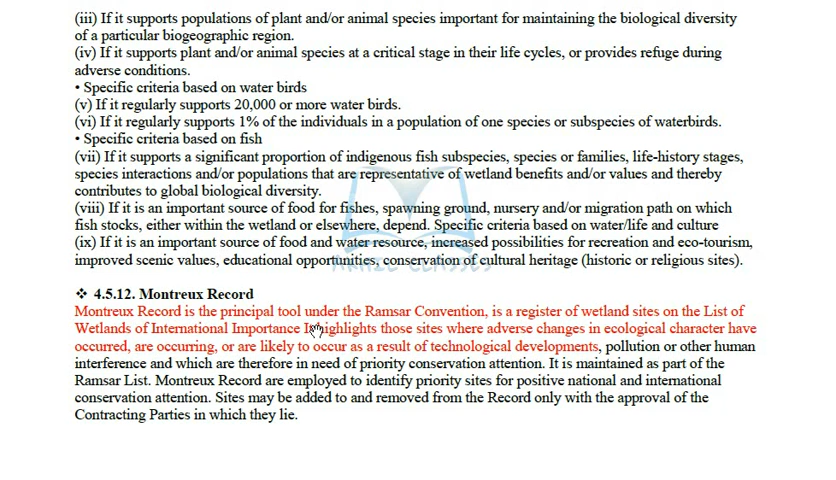 (iii) If it supports populations of plant and/or animal species important for maintaining the biological diversity
of a particular biogeographic region.
(iv) If it supports plant and/or animal species at a critical stage in their life cycles, or provides refuge during
adverse conditions.
• Specific criteria based on water birds
(v) If it regularly supports 20,000 or more water birds.
(vi) If it regularly supports 1% of the individuals in a population of one species or subspecies of waterbirds.
• Specific criteria based on fish
(vii) If it supports a significant proportion of indigenous fish subspecies, species or families, life-history stages,
species interactions and/or populations that are representative of wetland benefits and/or values and thereby
contributes to global biological diversity.
(viii) If it is an important source of food for fishes, spawning ground, nursery and/or migration path on which
fish stocks, either within the wetland or elsewhere, depend. Specific criteria based on water/life and culture
(ix) If it is an important source of food and water resource, increased possibilities for recreation and eco-tourism,
improved scenic values, educational opportunities, conservation of cultural heritage (historic or religious sites).
❖ 4.5.12. Montreux Record
Montreux Record is the principal tool under the Ramsar Convention, is a register of wetland sites on the List of
Wetlands of International Importance highlights those sites where adverse changes in ecological character have
occurred, are occurring, or are likely to occur as a result of technological developments, pollution or other human
interference and which are therefore in need of priority conservation attention. It is maintained as part of the
Ramsar List. Montreux Record are employed to identify priority sites for positive national and international
conservation attention. Sites may be added to and removed from the Record only with the approval of the
Contracting Parties in which they lie.